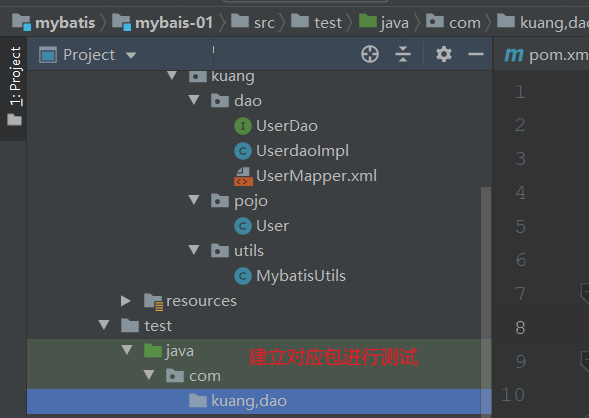 mybatis mybais-01 src test java com kuang,da
1: Project
Project
pom.xm
kuang
dao
UserDao
UserdaoImpl
UserMapper.xml
pojo
User
utils
MybatisUtils
resources
test
java 建立对应包进行测试
com
kuang,dao
1
2
3
4
5
6
7
8
9
10